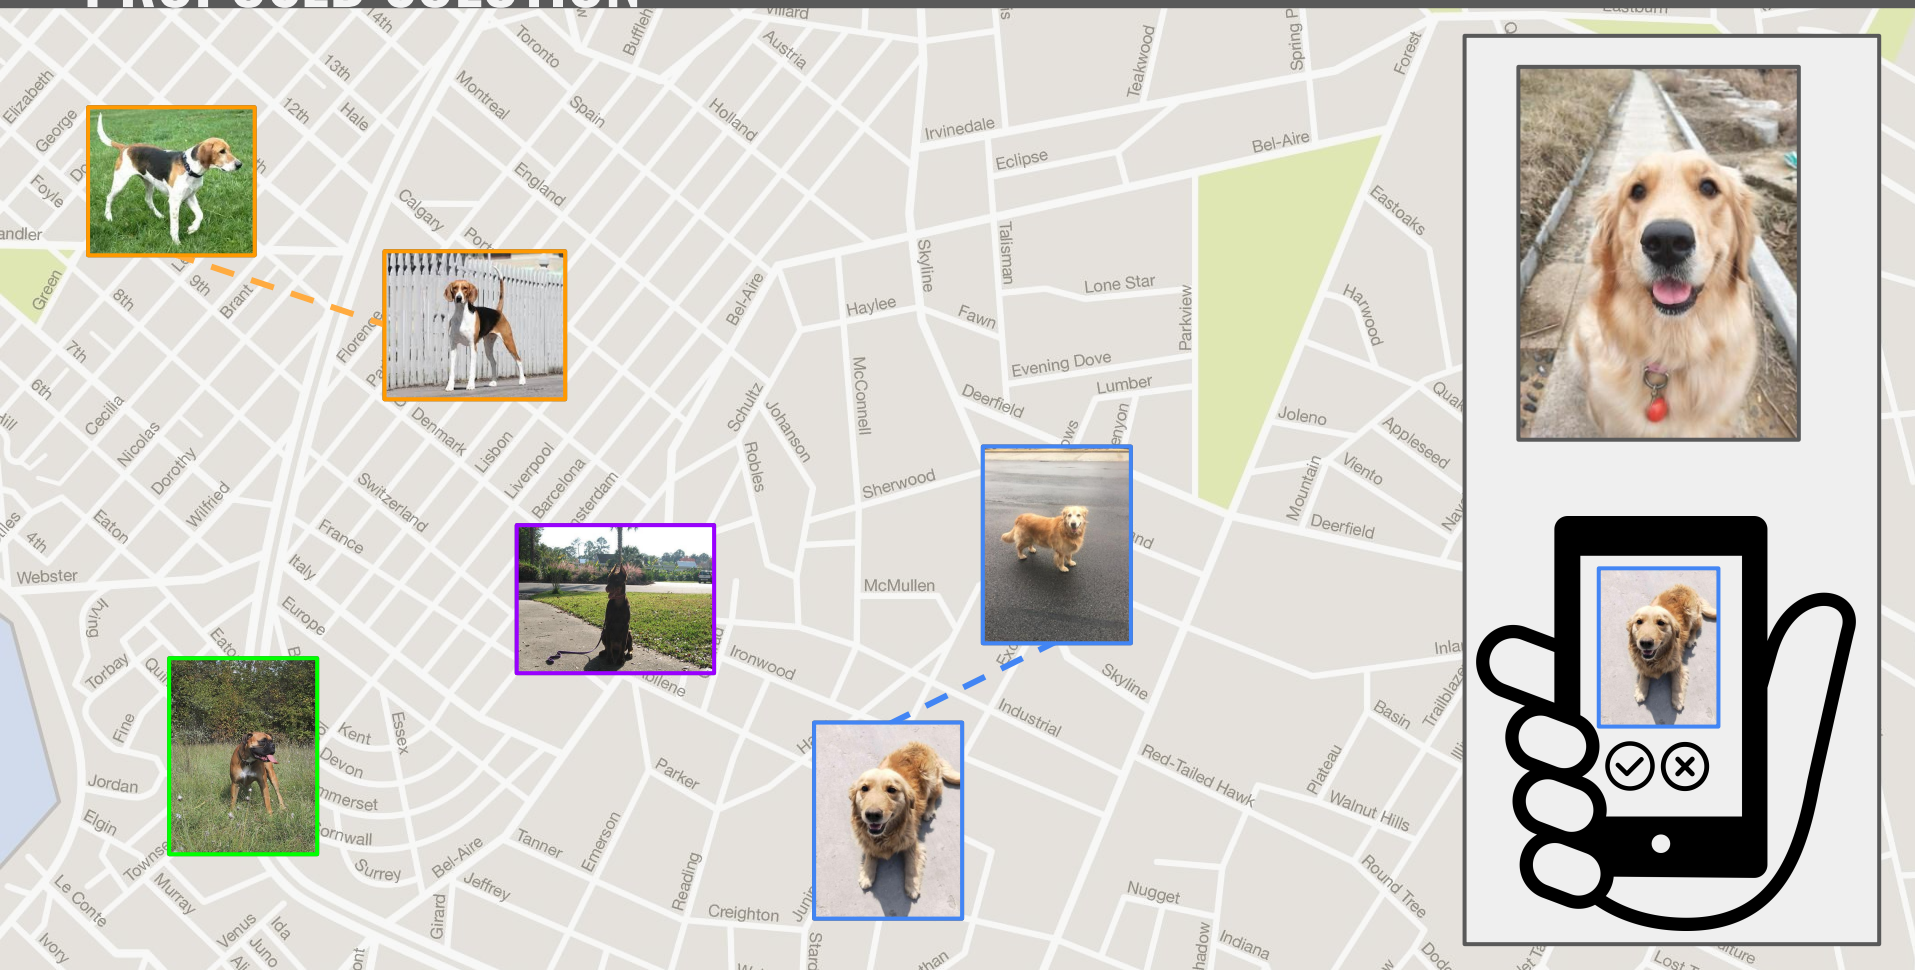 PROPOSED SOLUTION
14th
Toronto
Villard
Austria
Teakwood
Forest
13th
Elizabeth
Montreal
12th
Hale
Spain
Holland
George
Irvinedale
Eclipse
Bel-Aire
Foyle
England
Calgary
Eastoaks
andler
Skyline
Talisman
Green
9th
Brant
8th
Lone Star
Bel-Aire
Haylee
Fawn
Parkview
Harwood
Florence
7th
Evening Dove
Lumber
6th
Cecilia
McConnell
Deerfield
Schultz
Johanson
Joleno
Denmark
Nicolas
Lisbon
Appleseed
Dorothy
Liverpool
Robles
Viento
Barcelona
Sherwood
Mountain
Wilfried
Switzerland
Eaton
4th
France
Deerfield
Italy
Webster
McMullen
Irving
Europe
Ironwood
Torbay
Skyline
Basin
Fine
Kent
Essex
Industrial
Devon
Parker
Red-Tailed Hawk
Plateau
Jordan
Walnut Hills
Elgin
Tanner
Emerson
Bel-Aire
Surrey
Jeffrey
Reading
Round Tree
Le Conte
Murray
Nugget
Creighton
Girard
Venus
Ida
Juno
Indiana
Ivory